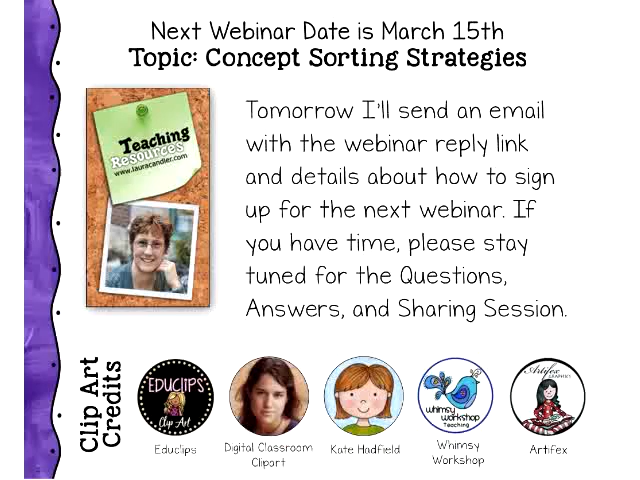 Next Webinar Date is March 15th
Topic: Concept Sorting Strategies
Teaching
Resources
www.lauracandler.com
Tomorrow I'll send an email
with the webinar reply link
and details about how to sign
up for the next webinar. If
you have time, please stay
tuned for the Questions,
Answers, and Sharing Session.
Clip Art
Credits
EDUCLIPS
Clip Art
Educlips
Digital Classroom
Clipart
Kate Hadfield
Whimsy
Workshop
Teaching
Whimsy
Workshop
Artifex
GRAPHICS
Artifex